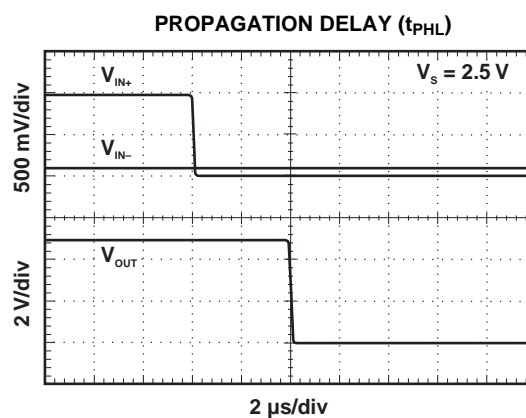 PROPAGATION DELAY (tPHL)
VIN+
VS = 2.5 V
500 mV/div
VIN–
VOUT
2 V/div
2 µs/div